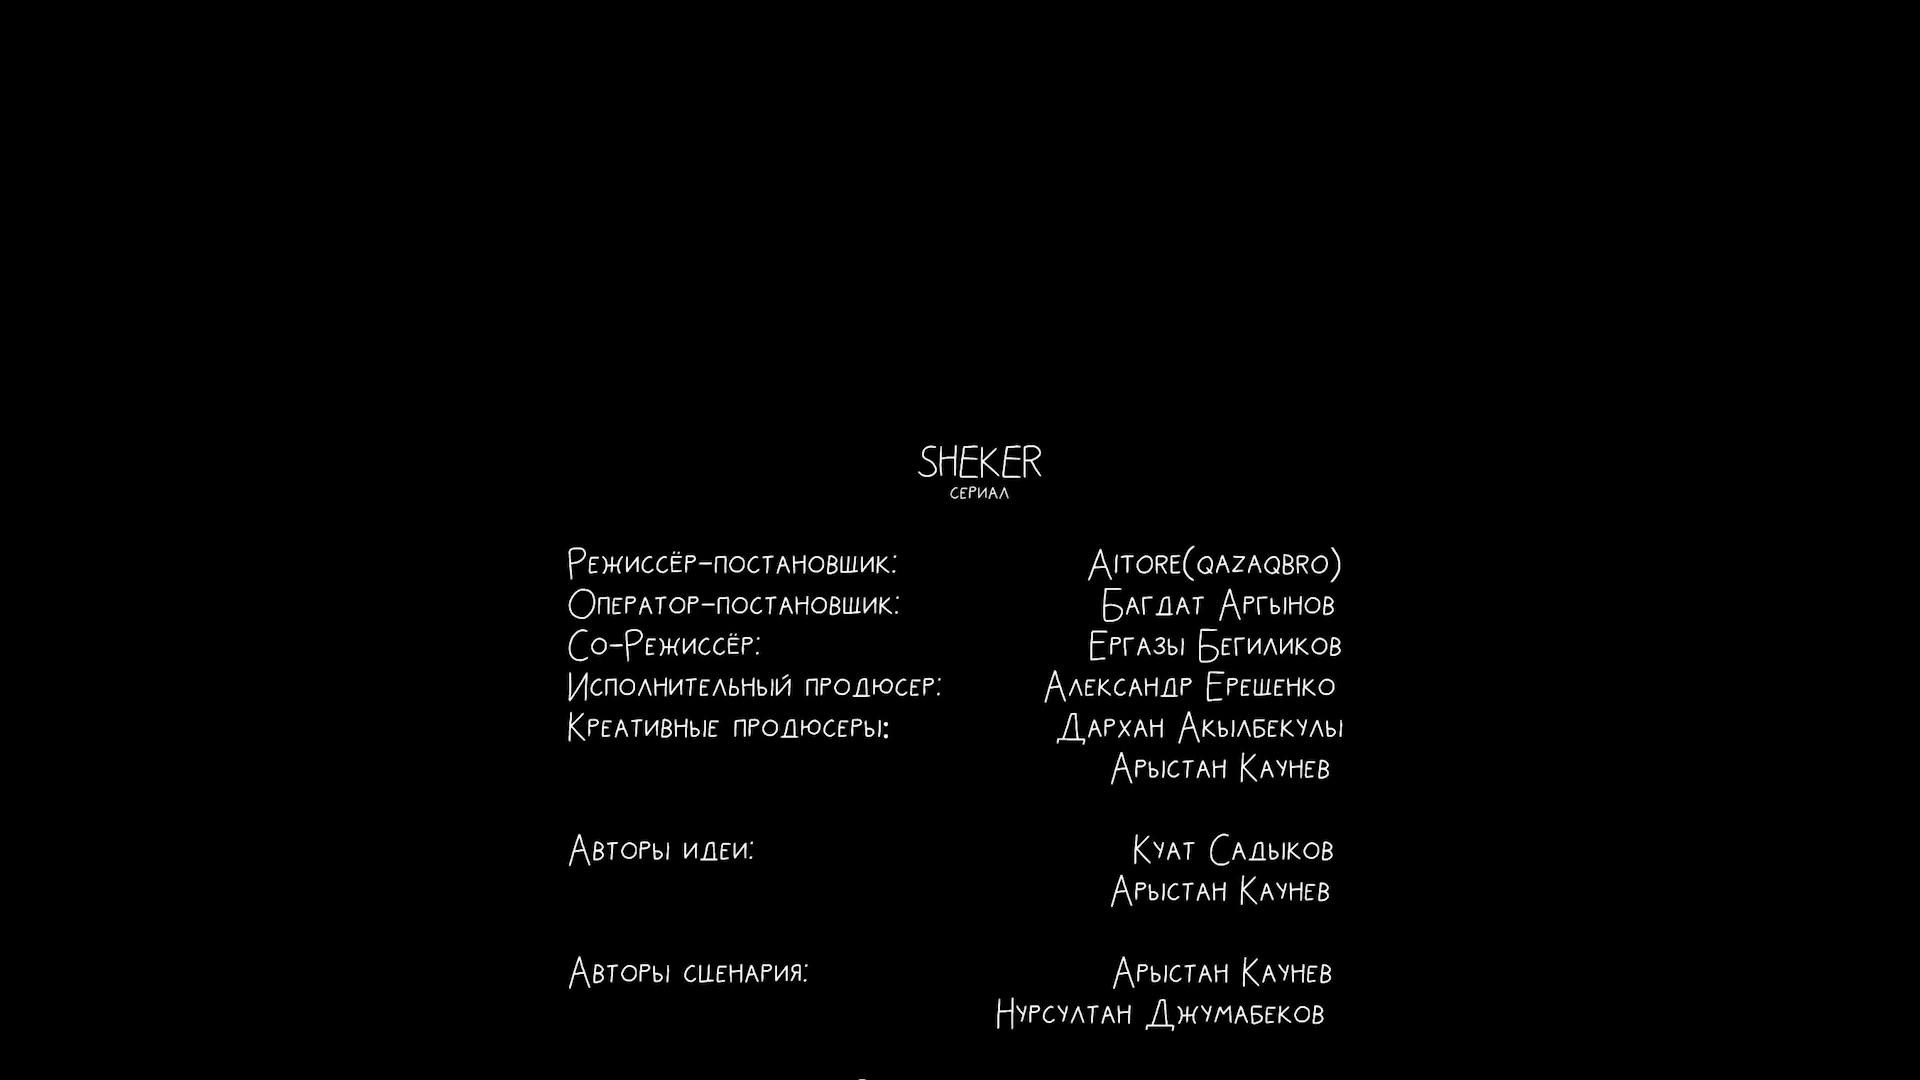 SHEKER
СЕРИАЛ
Режиссёр-постановщик: Aitore(qazaqbro)
Оператор-постановщик: Багдат Аргынов
Со-Режиссёр: Ергазы Бегиликов
Исполнительный продюсер: Александр Ерешенко
Креативные продюсеры: Дархан Акылбекулы
Арыстан Каунев
Авторы идеи: Куат Садыков
Арыстан Каунев
Авторы сценария: Арыстан Каунев
Нурсултан Джумабеков